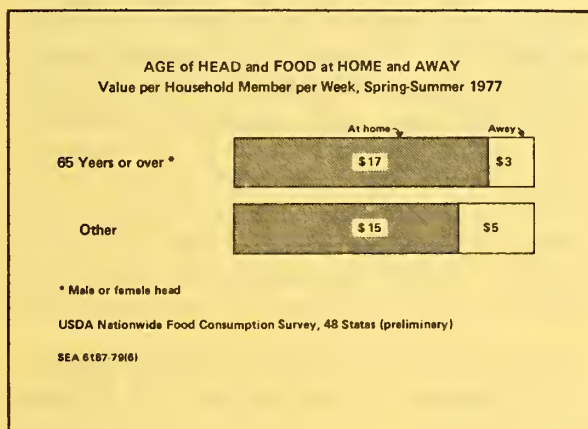 AGE of HEAD and FOOD at HOME and AWAY
Value per Household Member per Week, Spring-Summer 1977
At home Away
65 Years or over * $17 $3
Other $15 $5
* Male or female head
USDA Nationwide Food Consumption Survey, 48 States (preliminary)
SEA 6167-79(6)